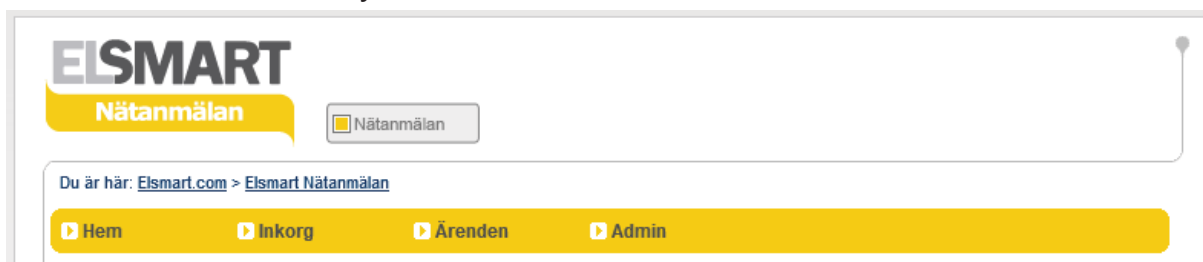 ELSMART
Nätanmälan
Nätanmälan
Du är här: Elsmart.com > Elsmart Nätanmälan
Hem Inkorg Ärenden Admin